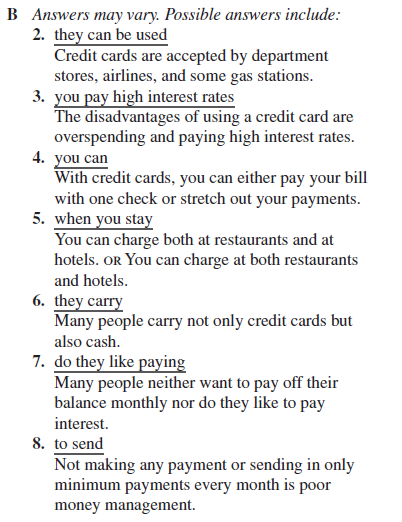 B Answers may vary. Possible answers include:
2. they can be used
Credit cards are accepted by department
stores, airlines, and some gas stations.
3. you pay high interest rates
The disadvantages of using a credit card are
overspending and paying high interest rates.
4. you can
With credit cards, you can either pay your bill
with one check or stretch out your payments.
5. when you stay
You can charge both at restaurants and at
hotels. OR You can charge at both restaurants
and hotels.
6. they carry
Many people carry not only credit cards but
also cash.
7. do they like paying
Many people neither want to pay off their
balance monthly nor do they like to pay
interest.
8. to send
Not making any payment or sending in only
minimum payments every month is poor
money management.